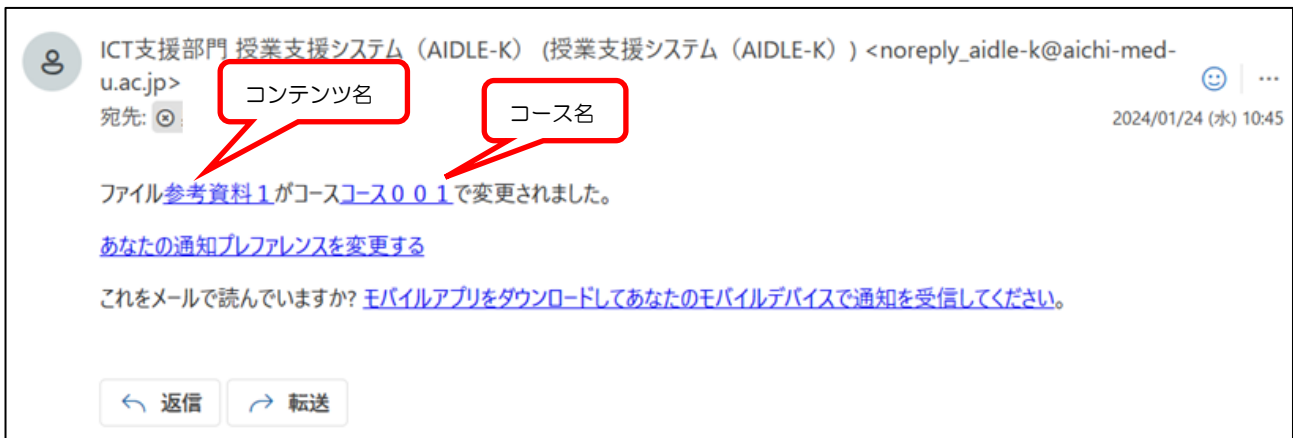 ICT支援部門 授業支援システム（AIDLE-K） (授業支援システム（AIDLE-K）) <noreply_aidle-k@aichi-med-
u.ac.jp>
コンテンツ名
コース名
宛先:
2024/01/24 (水) 10:45
ファイル参考資料１がコースコース００１で変更されました。
あなたの通知プレファレンスを変更する
これをメールで読んでいますか? モバイルアプリをダウンロードしてあなたのモバイルデバイスで通知を受信してください。
返信
転送